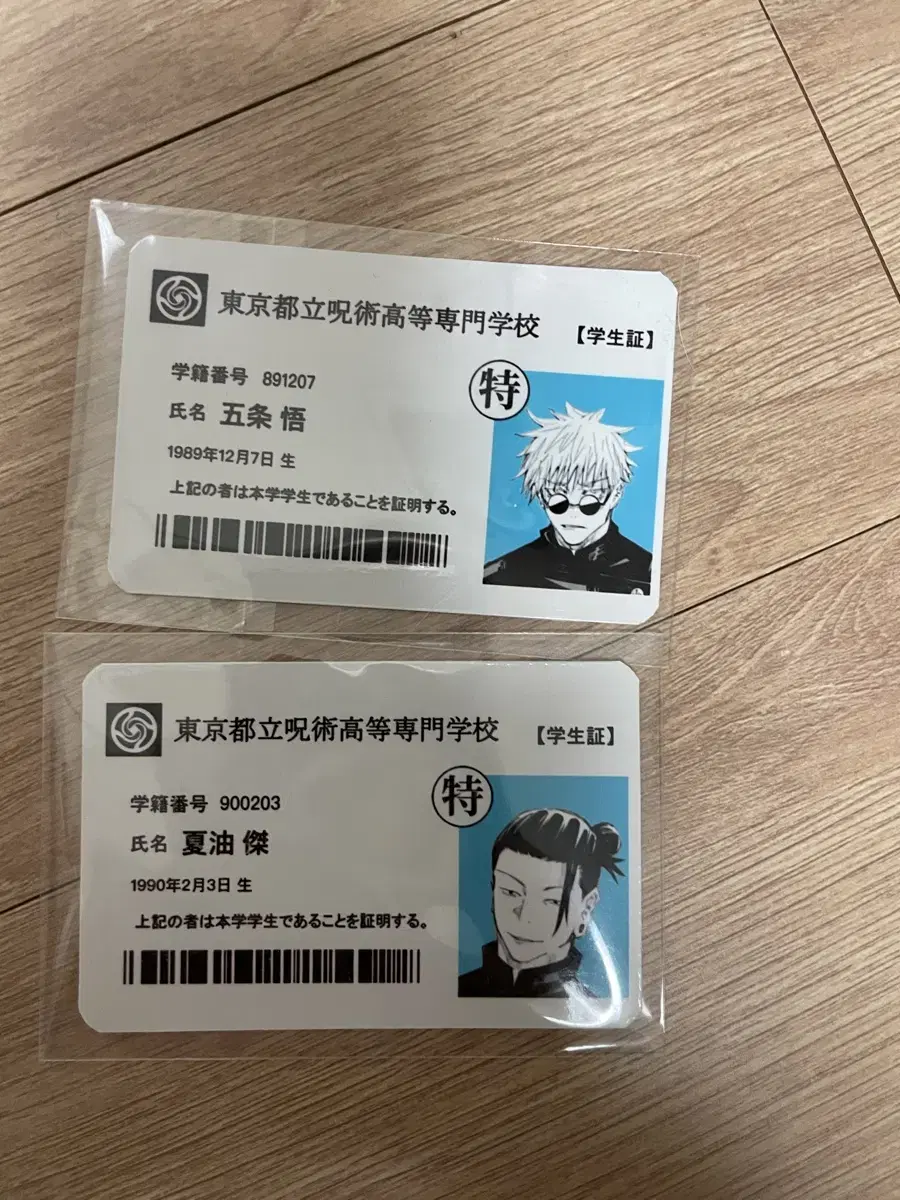 東京都立呪術高等専門学校 【学生証】
学籍番号 891207
特
氏名 五条 悟
1989年12月7日 生
上記の者は本学学生であることを証明する。
東京都立呪術高等専門学校 【学生証】
学籍番号 900203
特
氏名 夏油 傑
1990年2月3日 生
上記の者は本学学生であることを証明する。